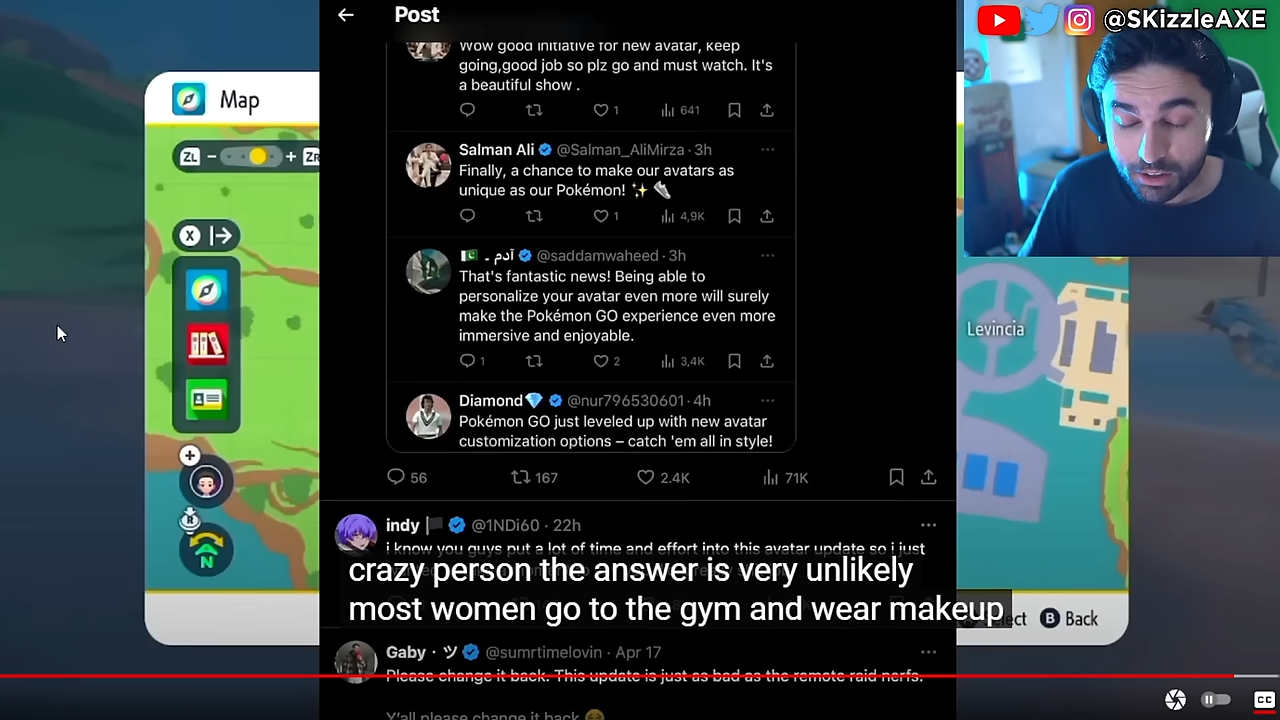 @SKizzleAXE
Post
Map
ZL - + ZR
X
Wow good initiative for new avatar, keep
going,good job so plz go and must watch. It's
a beautiful show .
1 641
Salman Ali @Salman_AliMirza · 3h
Finally, a chance to make our avatars as
unique as our Pokémon! ✨ 👟
1 4,9K
🇵🇰 آدم ۔ @saddamwaheed · 3h
That's fantastic news! Being able to
personalize your avatar even more will surely
make the Pokémon GO experience even more
immersive and enjoyable.
1 2 3,4K
Diamond💎 @nur796530601 · 4h
Pokémon GO just leveled up with new avatar
customization options – catch 'em all in style!
56 167 2.4K 71K
Levincia
+
R
N
indy 🏴 @1NDi60 · 22h
i know you guys put a lot of time and effort into this avatar update so i just
crazy person the answer is very unlikely
most women go to the gym and wear makeup
B Back
Gaby · ツ @sumrtimelovin · Apr 17
Please change it back. This update is just as bad as the remote raid nerfs.
Y'all please change it back
CC